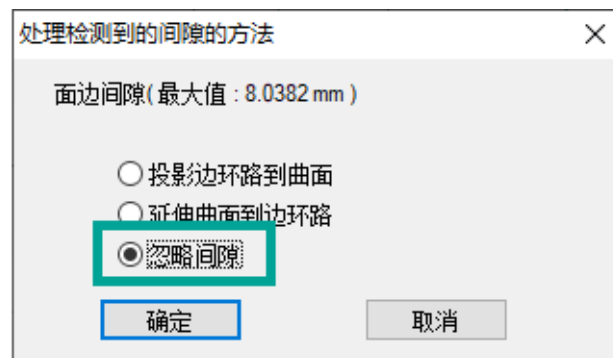 处理检测到的间隙的方法
面边间隙( 最大值 : 8.0382 mm )
投影边环路到曲面
延伸曲面到边环路
忽略间隙
确定
取消